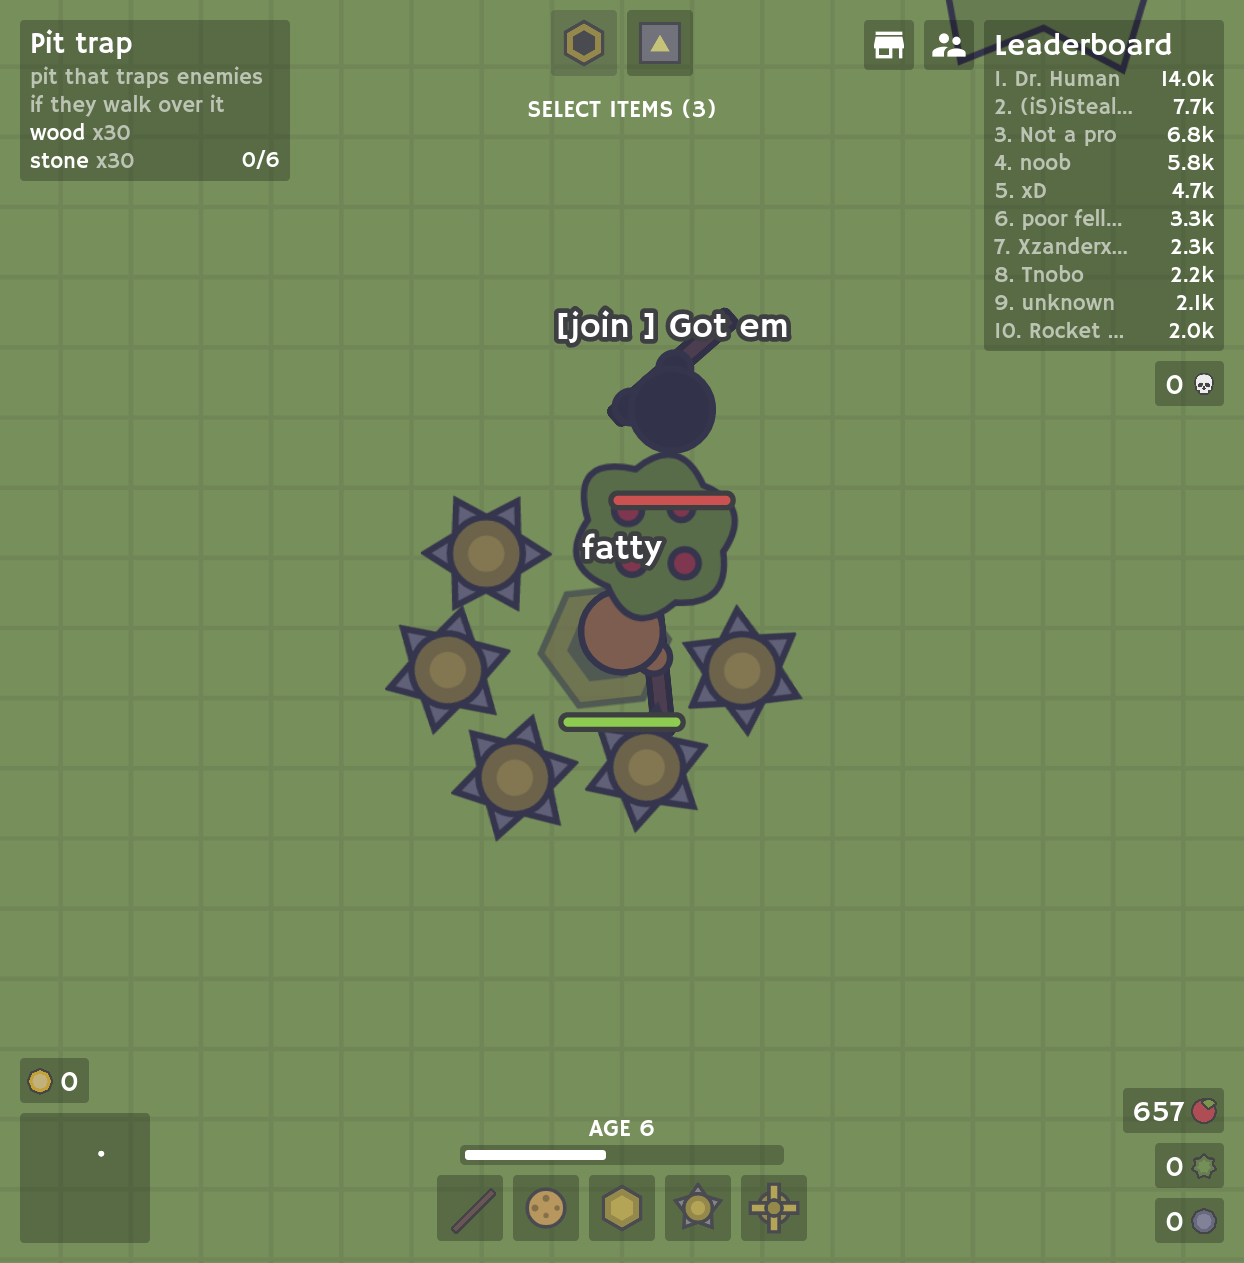 Pit trap
pit that traps enemies
if they walk over it
wood x30
stone x30 0/6
SELECT ITEMS (3)
Leaderboard
1. Dr. Human 14.0k
2. (iS)iSteal... 7.7k
3. Not a pro 6.8k
4. noob 5.8k
5. xD 4.7k
6. poor fell... 3.3k
7. Xzanderx... 2.3k
8. Tnobo 2.2k
9. unknown 2.1k
10. Rocket ... 2.0k
0
[join ] Got em
fatty
0
AGE 6
657
0
0